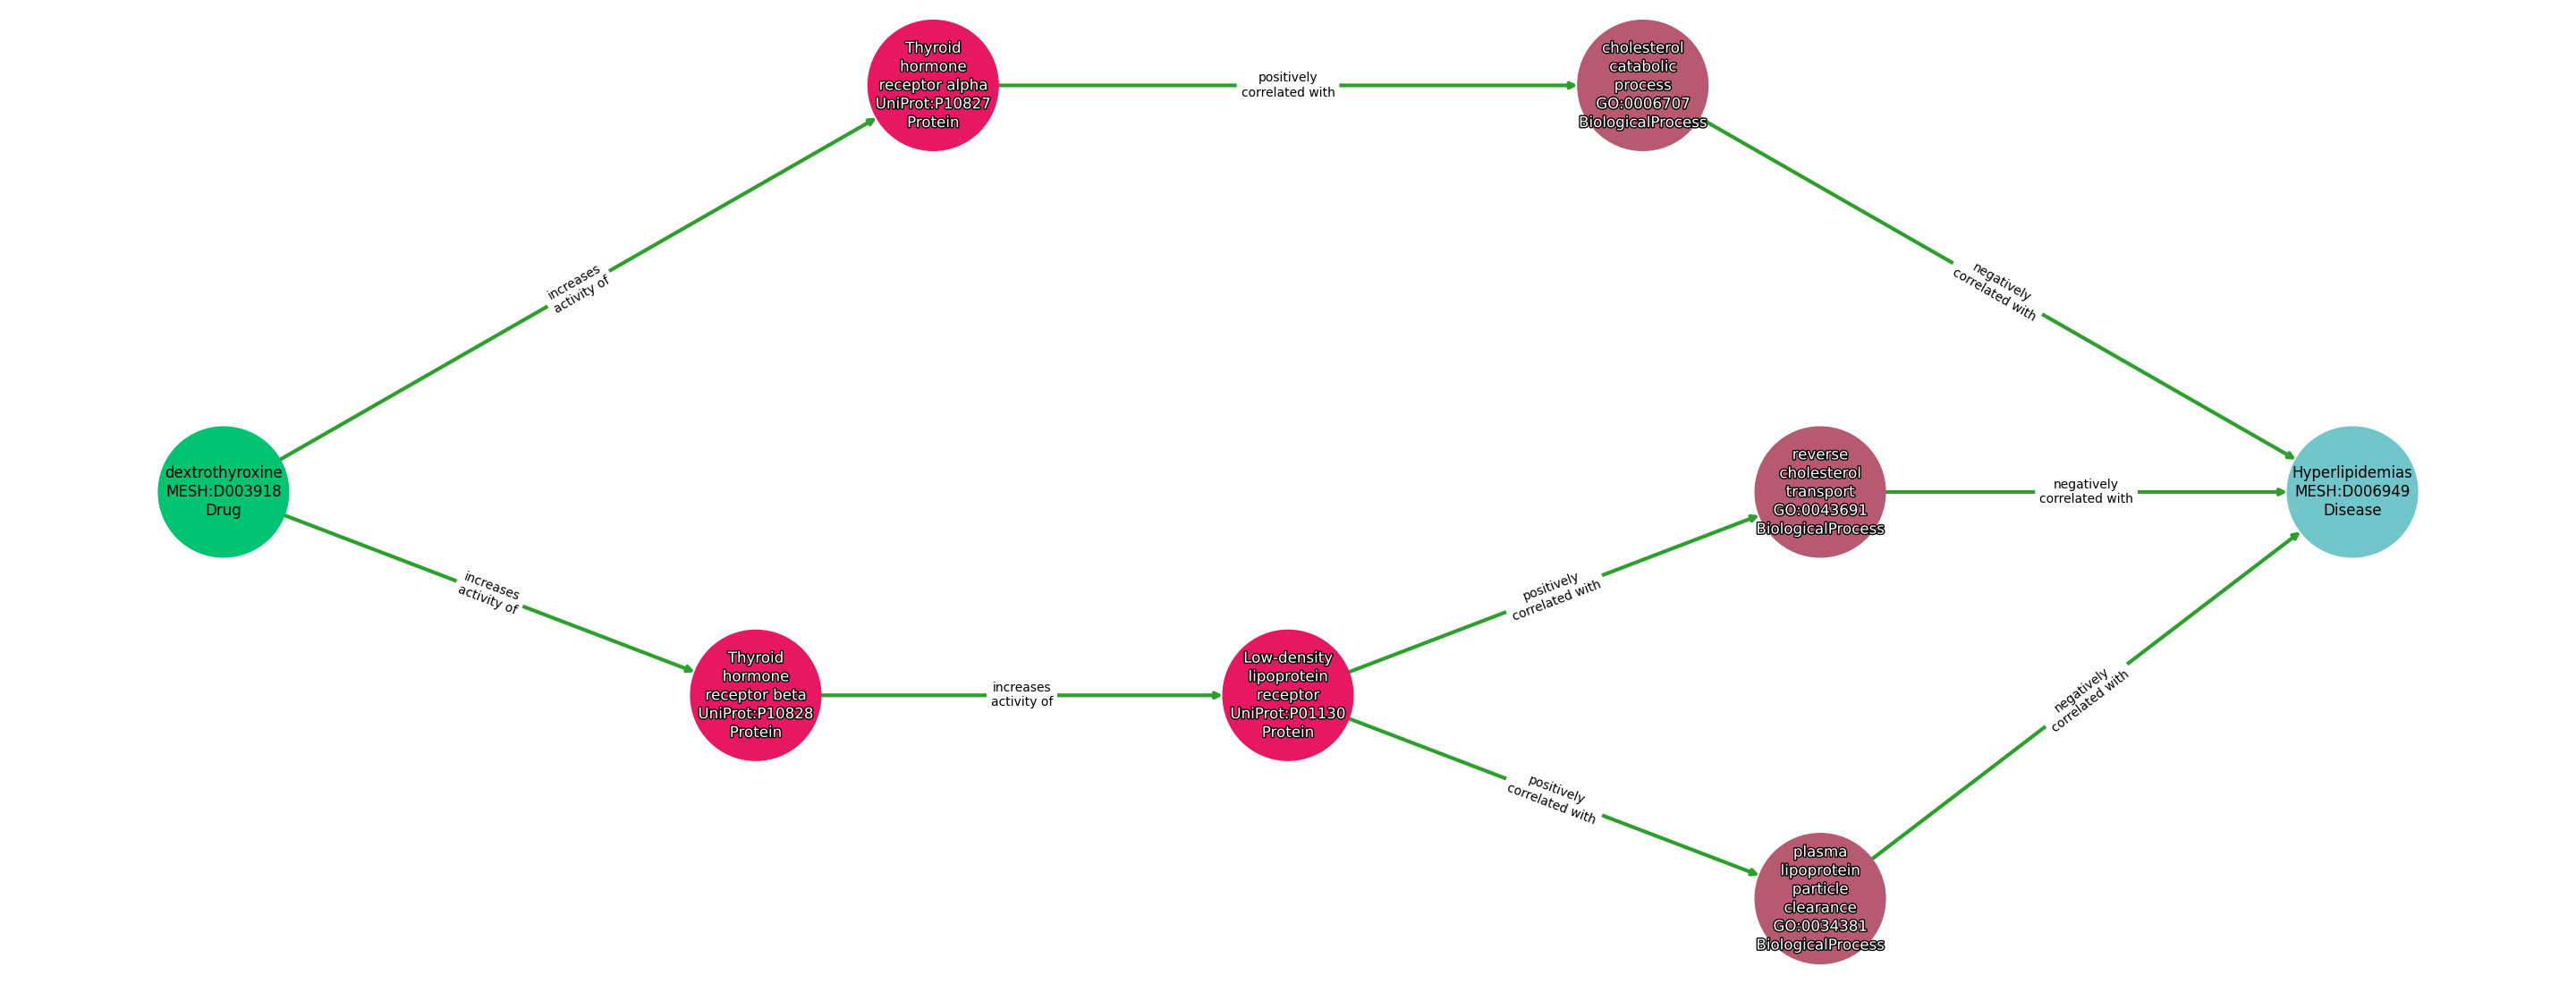 Thyroid
hormone
receptor alpha
UniProt:P10827
Protein
positively
correlated with
cholesterol
catabolic
process
GO:0006707
BiologicalProcess
increases
activity of
negatively
correlated with
dextrothyroxine
MESH:D003918
Drug
reverse
cholesterol
transport
GO:0043691
BiologicalProcess
negatively
correlated with
Hyperlipidemias
MESH:D006949
Disease
increases
activity of
positively
correlated with
Thyroid
hormone
receptor beta
UniProt:P10828
Protein
increases
activity of
Low-density
lipoprotein
receptor
UniProt:P01130
Protein
negatively
correlated with
positively
correlated with
plasma
lipoprotein
particle
clearance
GO:0034381
BiologicalProcess